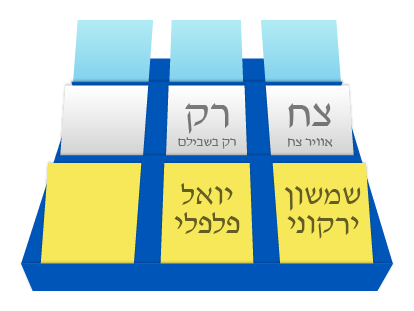 צח
אוויר צח
רק
רק בשבילם
שמשון
ירקוני
יואל
פלפלי